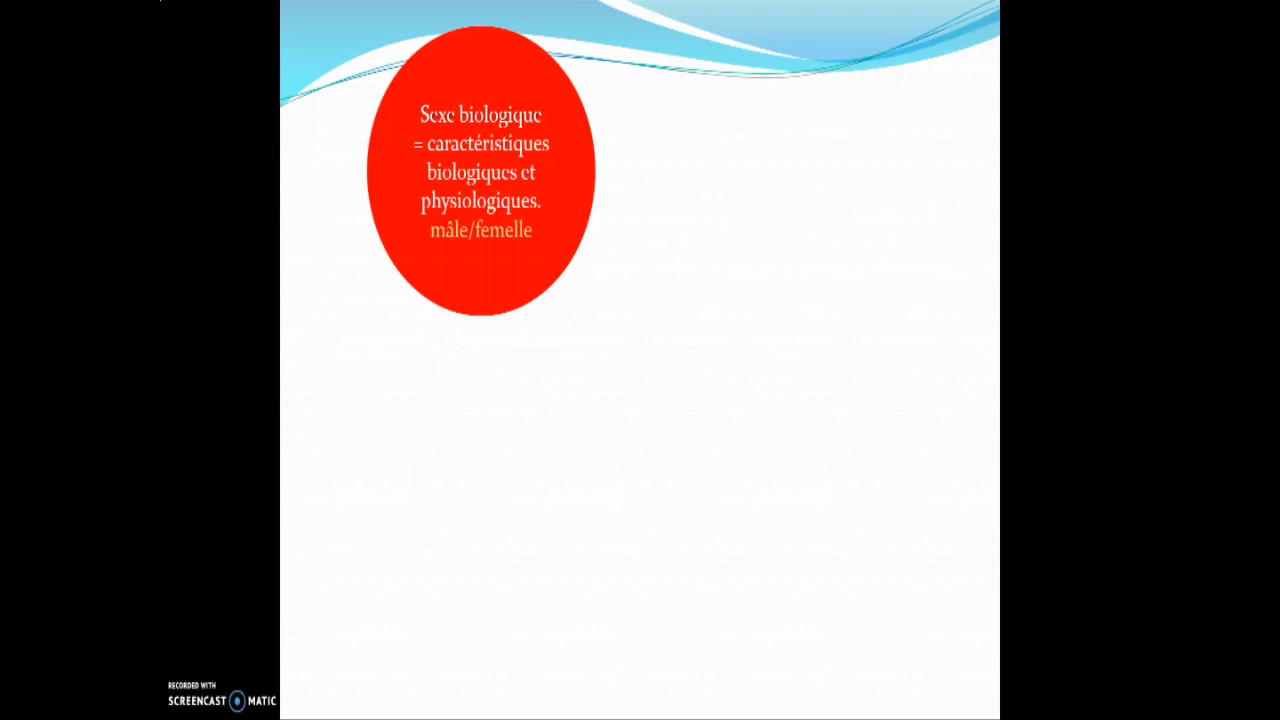 Sexe biologique
= caractéristiques
biologiques et
physiologiques.
mâle/femelle
RECORDED WITH
SCREENCAST MATIC